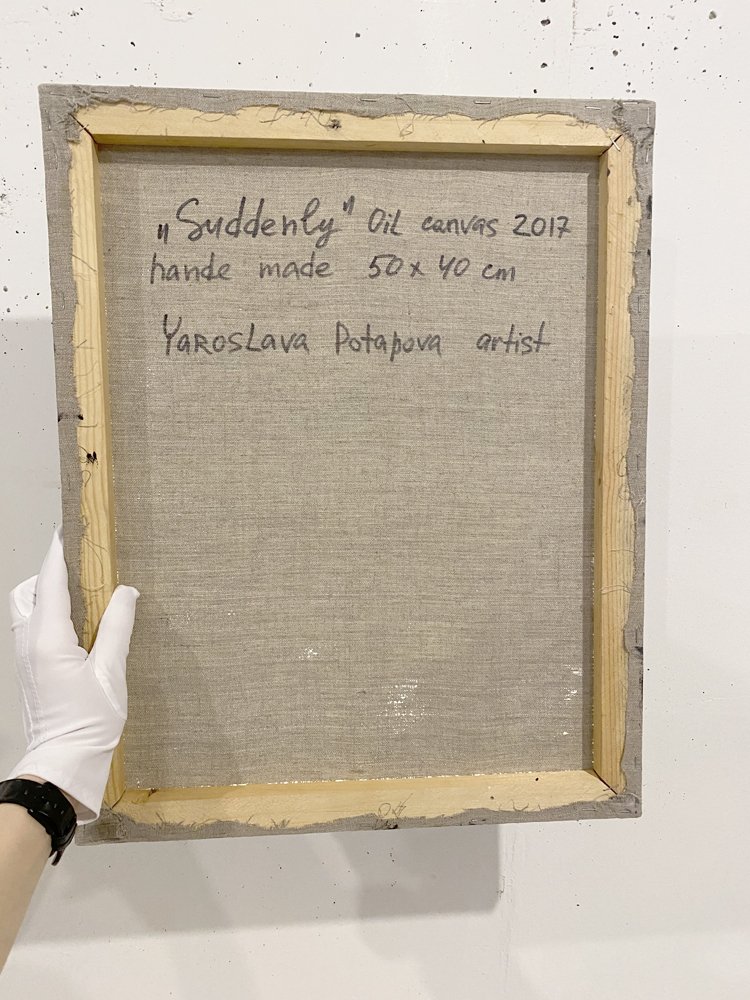 „Suddenly" Oil canvas 2017
hande made 50 x 40 cm
Yaroslava Potapova artist